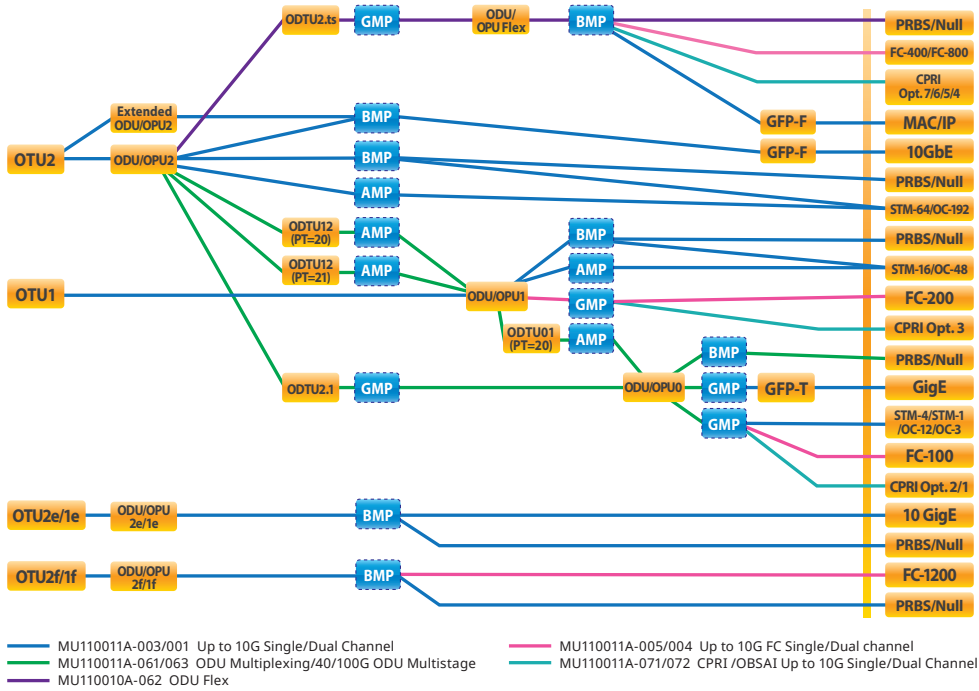 ODTU2.ts
GMP
ODU/
OPU Flex
BMP
PRBS/Null
FC-400/FC-800
CPRI
Opt.7/6/5/4
Extended
ODU/OPU2
BMP
GFP-F
MAC/IP
OTU2
ODU/OPU2
BMP
GFP-F
10GbE
PRBS/Null
AMP
STM-64/OC-192
ODTU12
(PT=20)
AMP
BMP
PRBS/Null
ODTU12
(PT=21)
AMP
AMP
STM-16/OC-48
OTU1
ODU/OPU1
GMP
FC-200
CPRI Opt. 3
ODTU01
(PT=20)
AMP
BMP
PRBS/Null
ODTU2.1
GMP
ODU/OPU0
GMP
GFP-T
GigE
GMP
STM-4/STM-1
/OC-12/OC-3
FC-100
CPRI Opt. 2/1
OTU2e/1e
ODU/OPU
2e/1e
BMP
10 GigE
PRBS/Null
OTU2f/1f
ODU/OPU
2f/1f
BMP
FC-1200
PRBS/Null
MU110011A-003/001 Up to 10G Single/Dual Channel
MU110011A-061/063 ODU Multiplexing/40/100G ODU Multistage
MU110010A-062 ODU Flex
MU110011A-005/004 Up to 10G FC Single/Dual channel
MU110011A-071/072 CPRI /OBSAI Up to 10G Single/Dual Channel